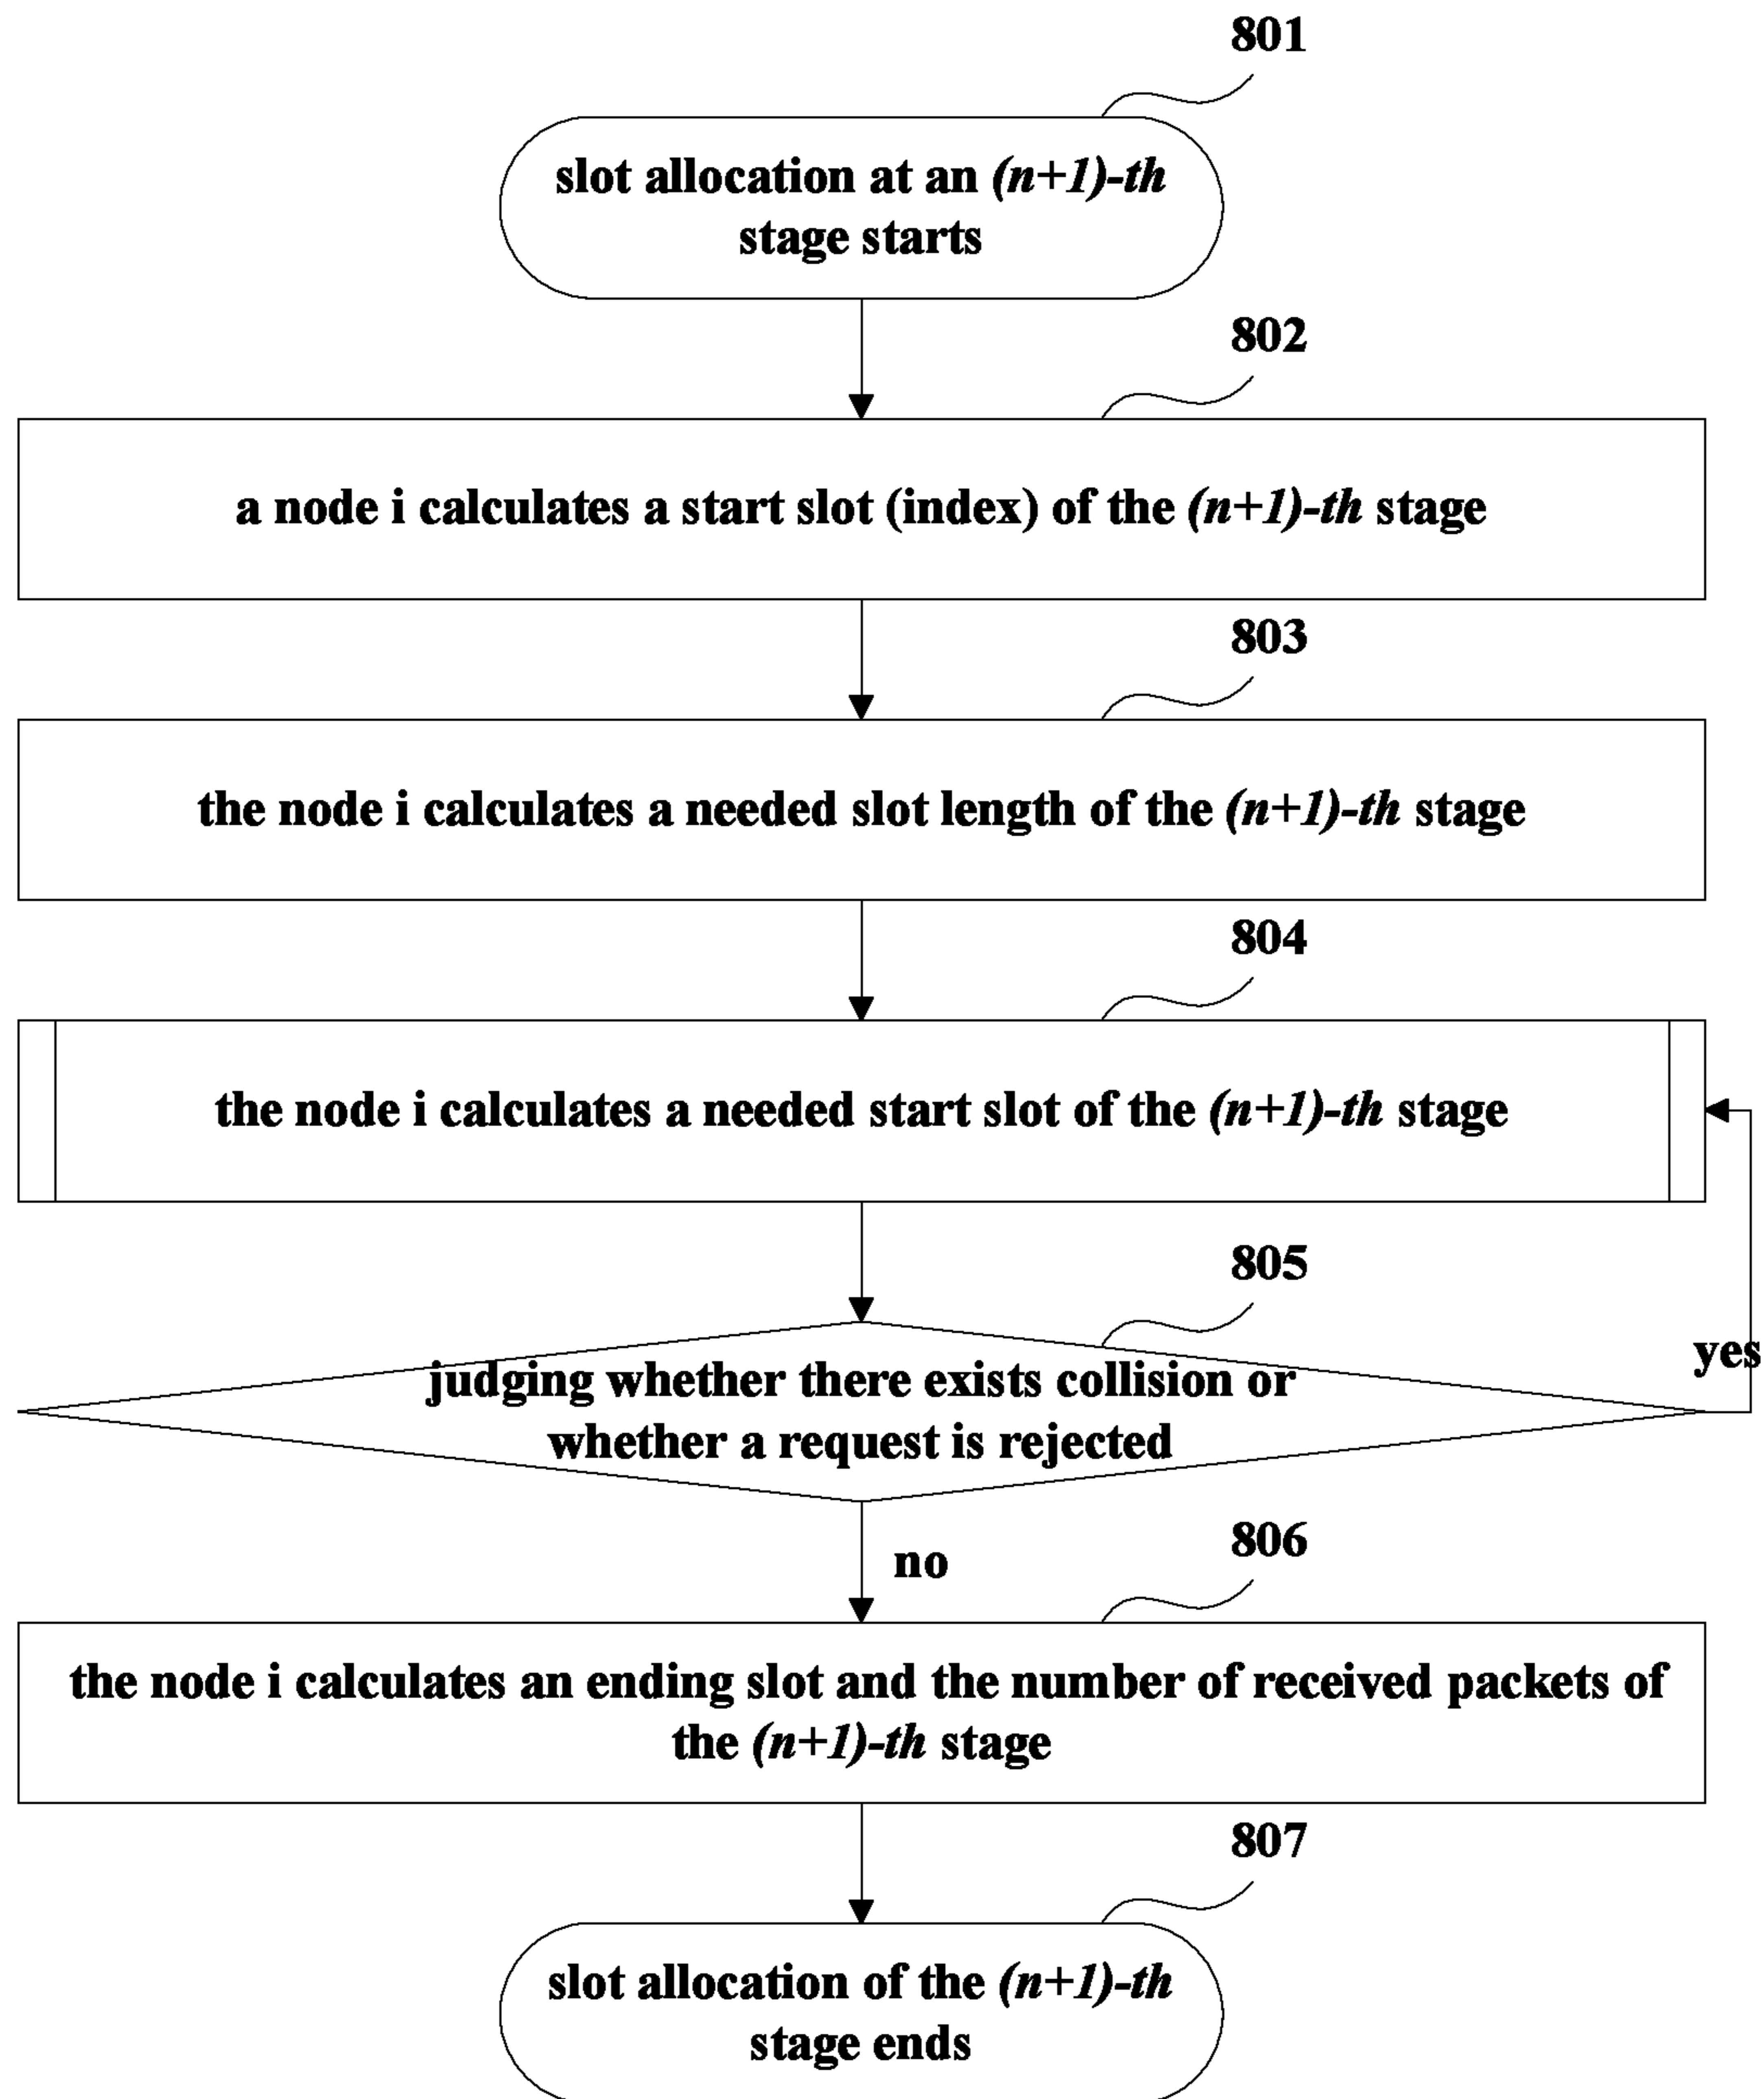 801
slot allocation at an (n+1)-th
stage starts
802
a node i calculates a start slot (index) of the (n+1)-th stage
803
the node i calculates a needed slot length of the (n+1)-th stage
804
the node i calculates a needed start slot of the (n+1)-th stage
805
judging whether there exists collision or
whether a request is rejected
yes
no
806
the node i calculates an ending slot and the number of received packets of
the (n+1)-th stage
807
slot allocation of the (n+1)-th
stage ends